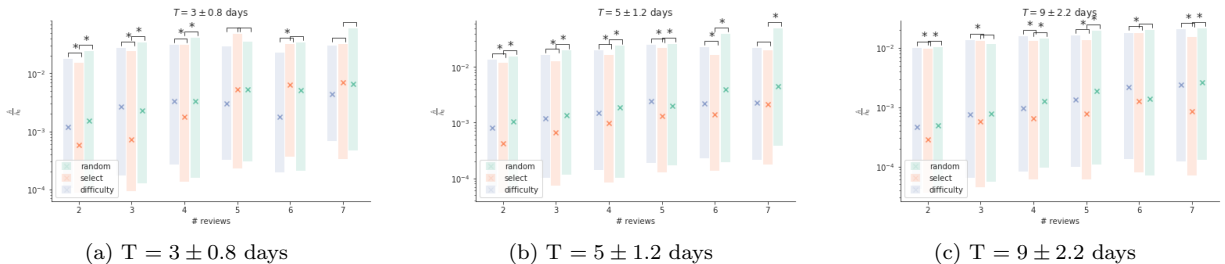 T = 3 ± 0.8 days
*
*
*
*
*
*
*
10⁻²
10⁻³
10⁻⁴
random
select
difficulty
2 3 4 5 6 7
# reviews
(a) T = 3 ± 0.8 days
T = 5 ± 1.2 days
*
*
*
*
*
*
*
*
*
*
*
10⁻²
10⁻³
10⁻⁴
random
select
difficulty
2 3 4 5 6 7
# reviews
(b) T = 5 ± 1.2 days
T = 9 ± 2.2 days
*
*
*
*
*
*
*
*
*
*
*
10⁻²
10⁻³
10⁻⁴
random
select
difficulty
2 3 4 5 6 7
# reviews
(c) T = 9 ± 2.2 days